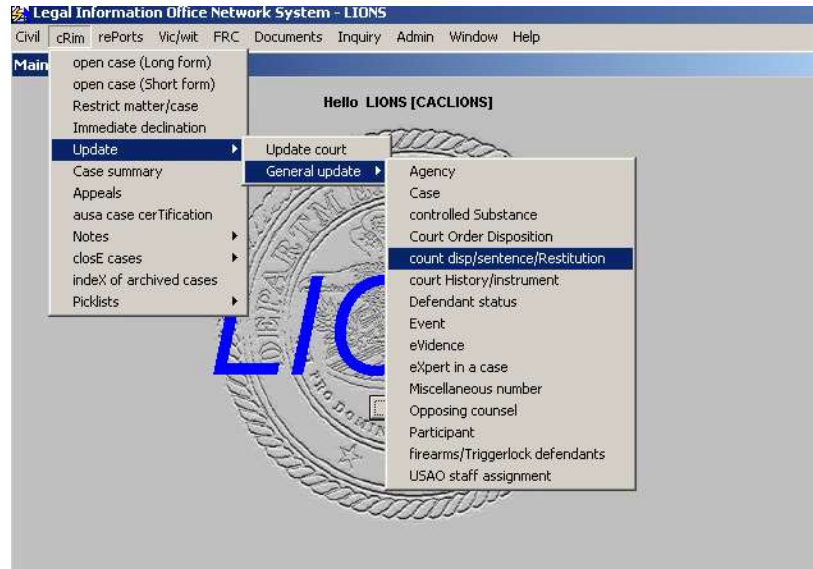 Legal Information Office Network System - LIONS
Civil cRim rePorts Vic/wit FRC Documents Inquiry Admin Window Help
Main
Hello LIONS [CACLIONS]
open case (Long form)
open case (Short form)
Restrict matter/case
Immediate declination
Update
Case summary
Appeals
ausa case cerTification
Notes
closE cases
indeX of archived cases
Picklists
Update court
General update
Agency
Case
controlled Substance
Court Order Disposition
count disp/sentence/Restitution
court History/instrument
Defendant status
Event
eVidence
eXpert in a case
Miscellaneous number
Opposing counsel
Participant
firearms/Triggerlock defendants
USAO staff assignment
DEPARTME
PRO DOMIN